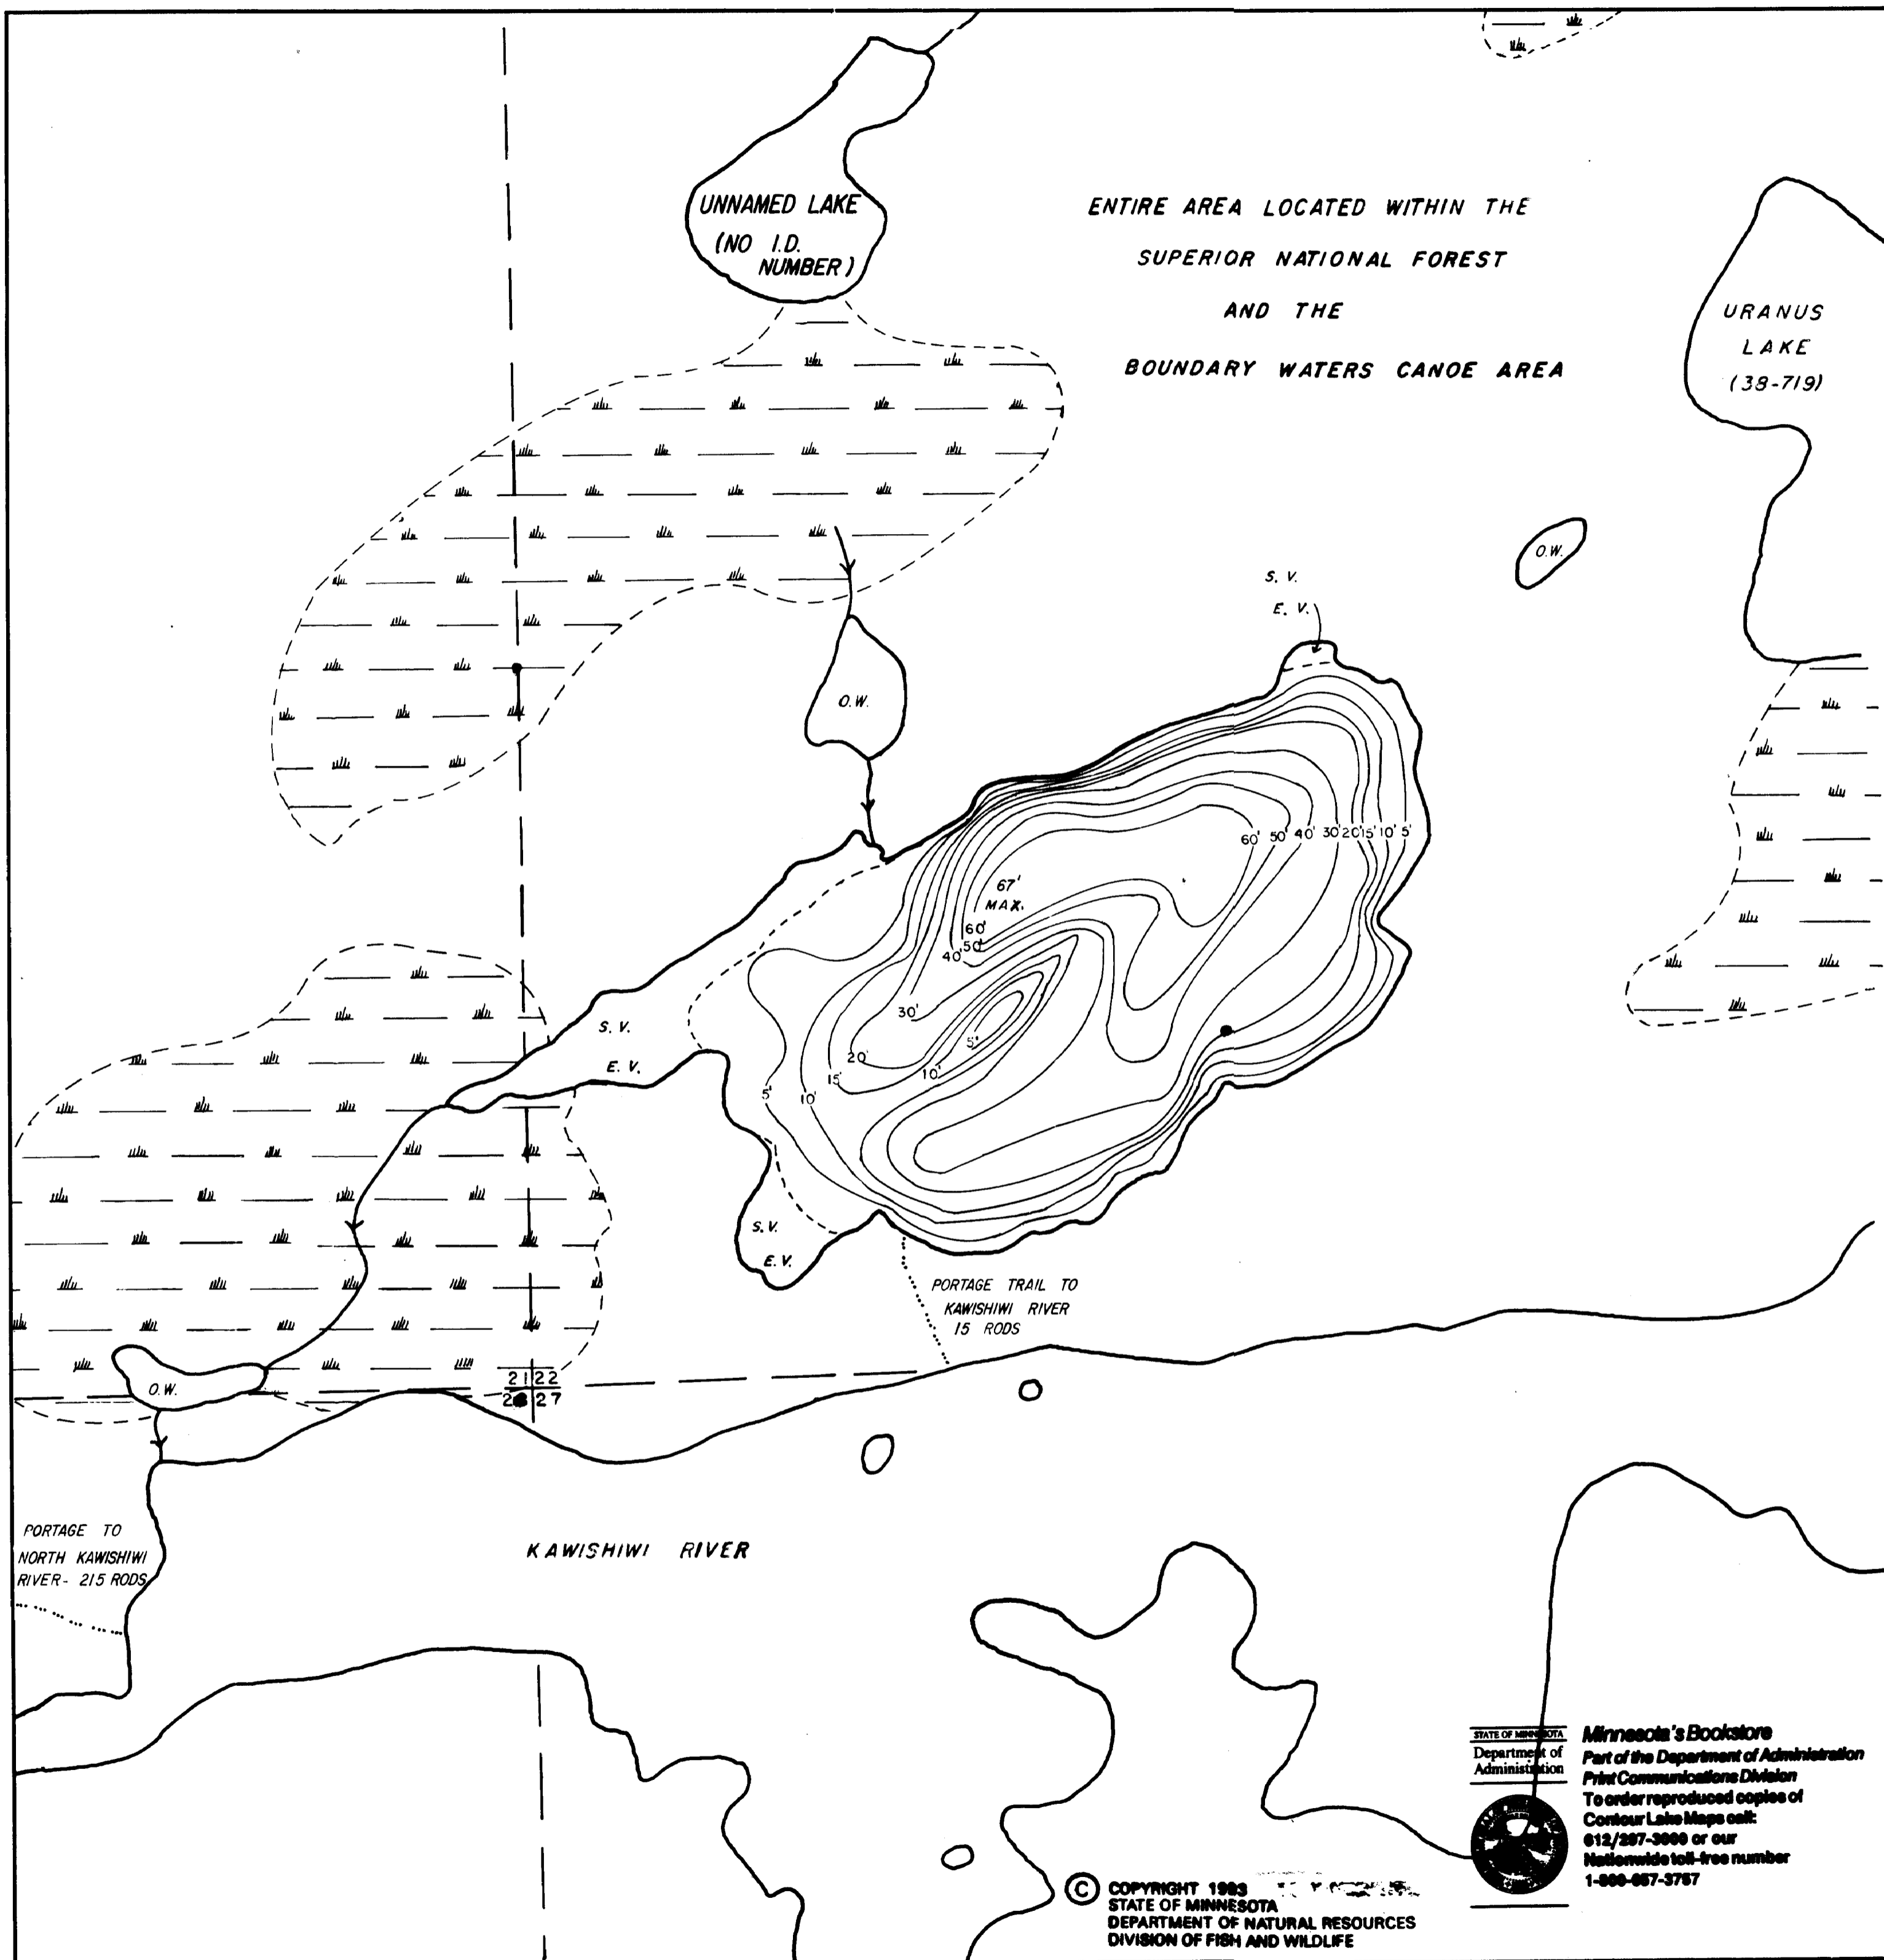 UNNAMED LAKE
(NO I.D.
NUMBER)
ENTIRE AREA LOCATED WITHIN THE
SUPERIOR NATIONAL FOREST
AND THE
BOUNDARY WATERS CANOE AREA
URANUS
LAKE
(38-719)
O.W.
S. V.
E. V.
O.W.
60' 50' 40' 30' 20' 15' 10' 5'
67'
MAX.
60'
50'
40'
30'
5'
20'
10'
15'
5'
10'
S. V.
E. V.
S. V.
E. V.
PORTAGE TRAIL TO
KAWISHIWI RIVER
15 RODS
21 22
27
O.W.
PORTAGE TO
NORTH KAWISHIWI
RIVER- 215 RODS
KAWISHIWI RIVER
STATE OF MINNESOTA
Department of
Administration
Minnesota's Bookstore
Part of the Department of Administration
Print Communications Division
To order reproduced copies of
Contour Lake Maps call:
or our
Nationwide toll-free number
© COPYRIGHT
STATE OF MINNESOTA
DEPARTMENT OF NATURAL RESOURCES
DIVISION OF FISH AND WILDLIFE